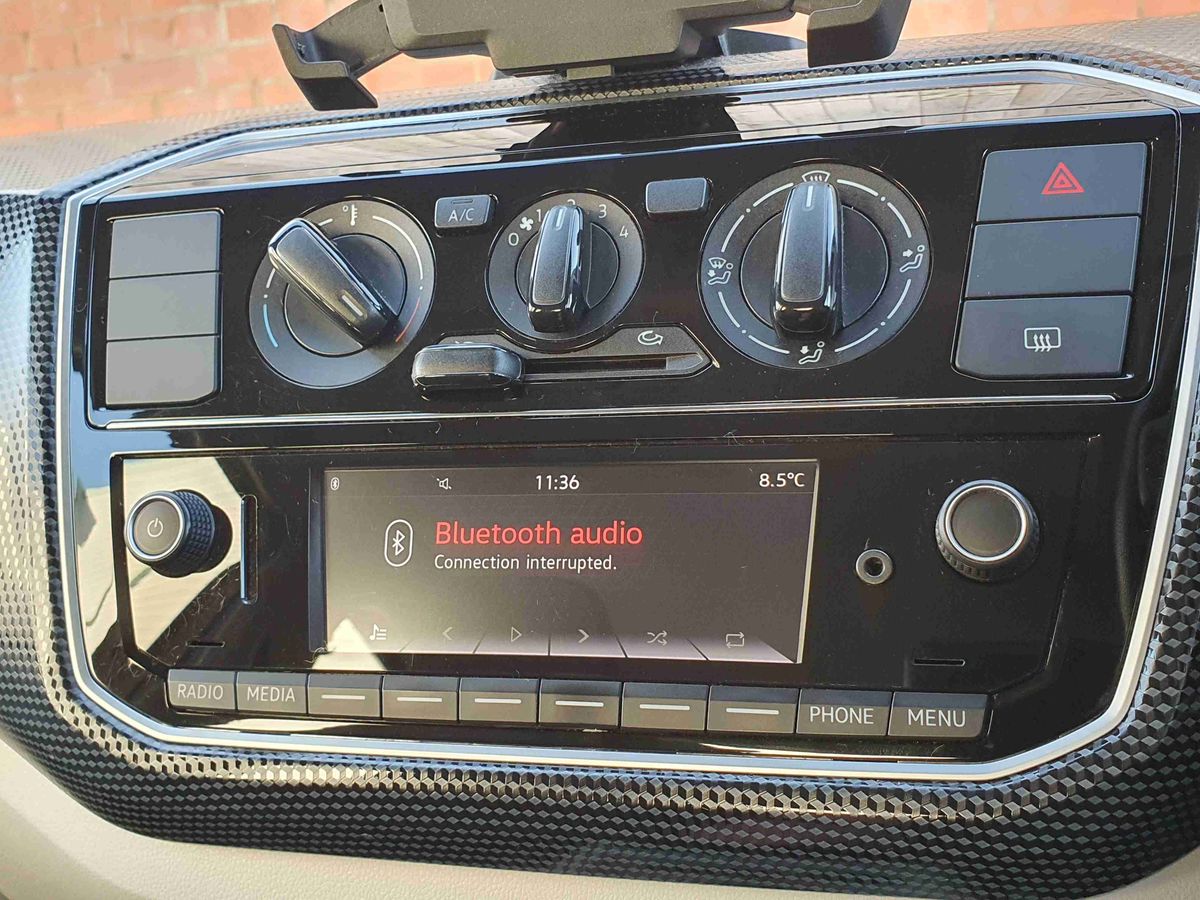 A/C
0 1 2 3 4
11:36
8.5°C
Bluetooth audio
Connection interrupted.
RADIO
MEDIA
PHONE
MENU